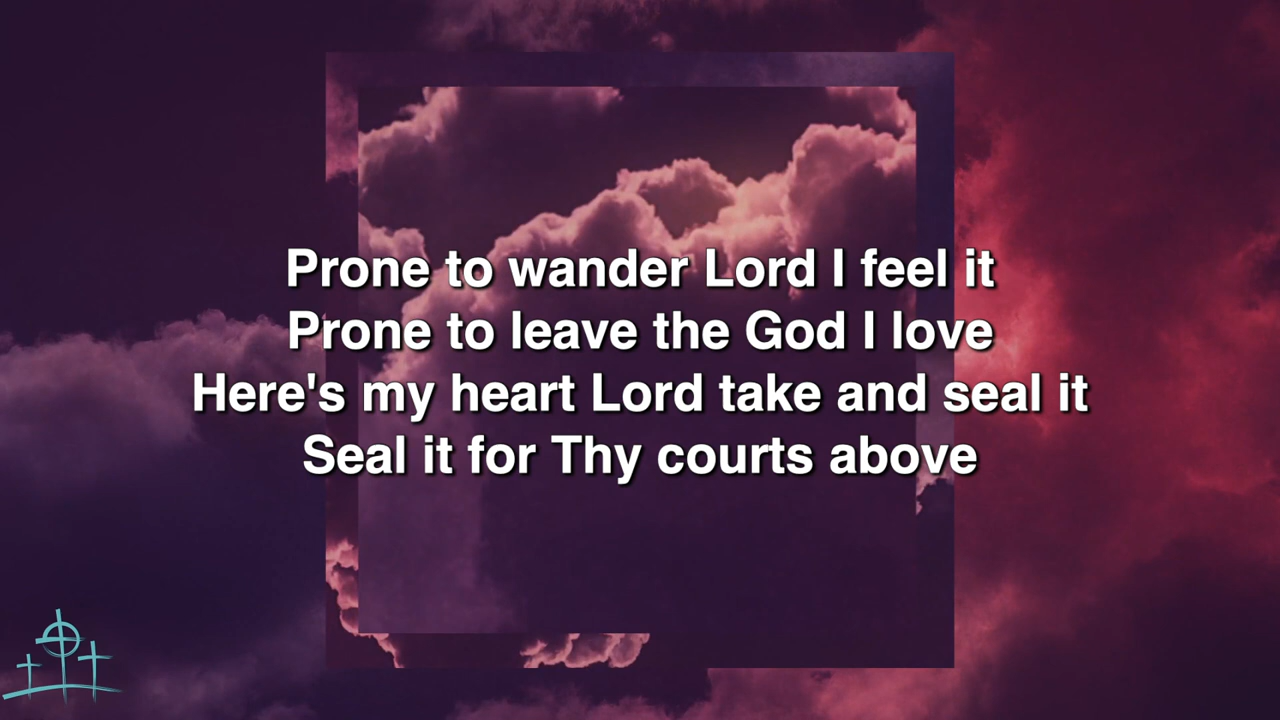 Prone to wander Lord I feel it
Prone to leave the God I love
Here's my heart Lord take and seal it
Seal it for Thy courts above